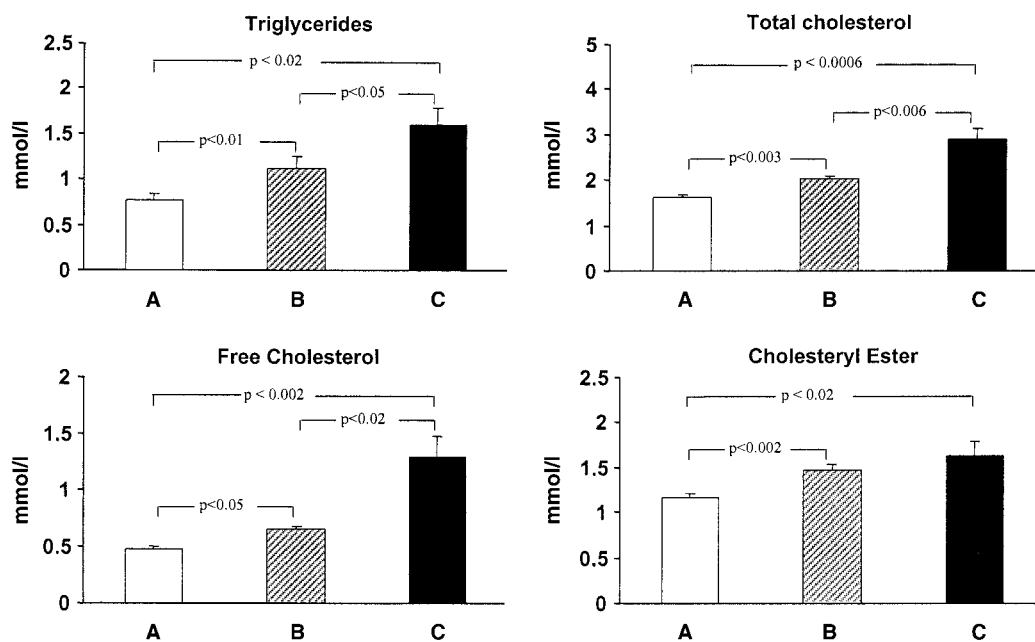 Triglycerides
2.5
2
1.5
1
0.5
0
mmol/l
p < 0.02
p<0.05
p<0.01
A B C
Total cholesterol
5
4
3
2
1
0
mmol/l
p < 0.0006
p<0.006
p<0.003
A B C
Free Cholesterol
2
1.5
1
0.5
0
mmol/l
p < 0.002
p<0.02
p<0.05
A B C
Cholesteryl Ester
2.5
2
1.5
1
0.5
0
mmol/l
p < 0.02
p<0.002
A B C